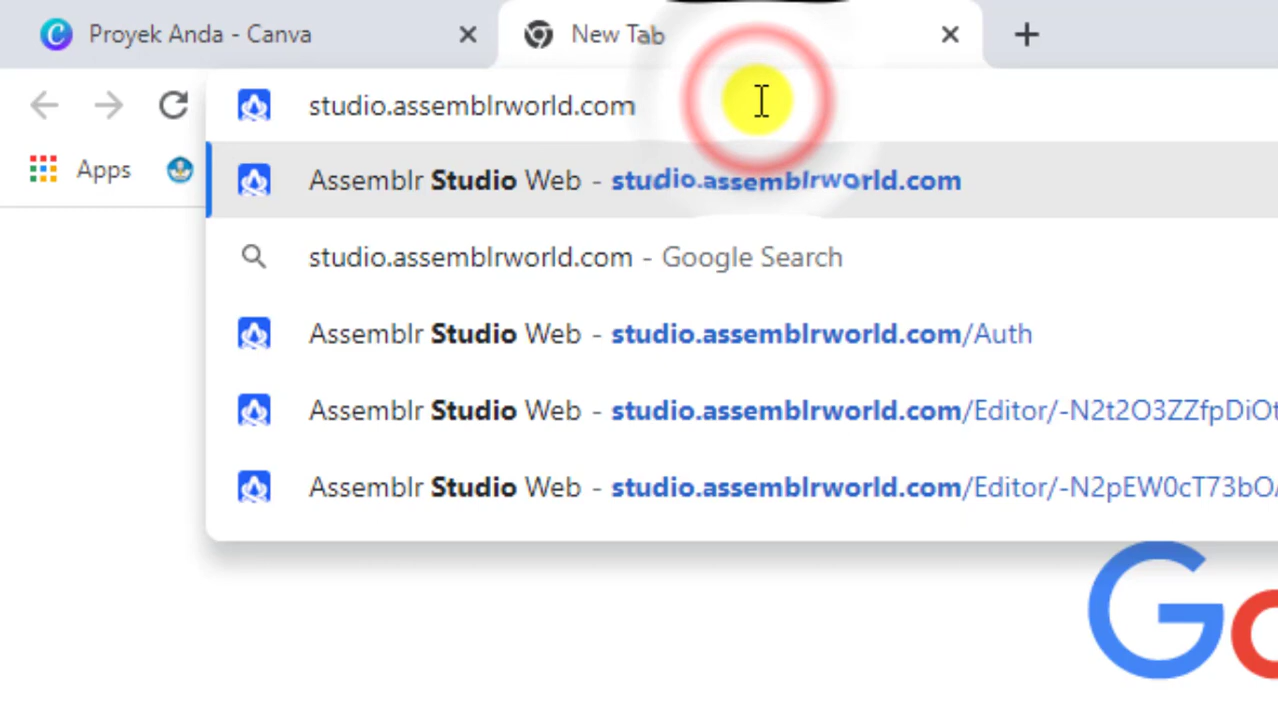 Proyek Anda - Canva
New Tab
studio.assemblrworld.com
Apps
Assemblr Studio Web - studio.assemblrworld.com
studio.assemblrworld.com - Google Search
Assemblr Studio Web - studio.assemblrworld.com/Auth
Assemblr Studio Web - studio.assemblrworld.com/Editor/-N2t2O3ZZfpDiOt
Assemblr Studio Web - studio.assemblrworld.com/Editor/-N2pEW0cT73bO/
Go